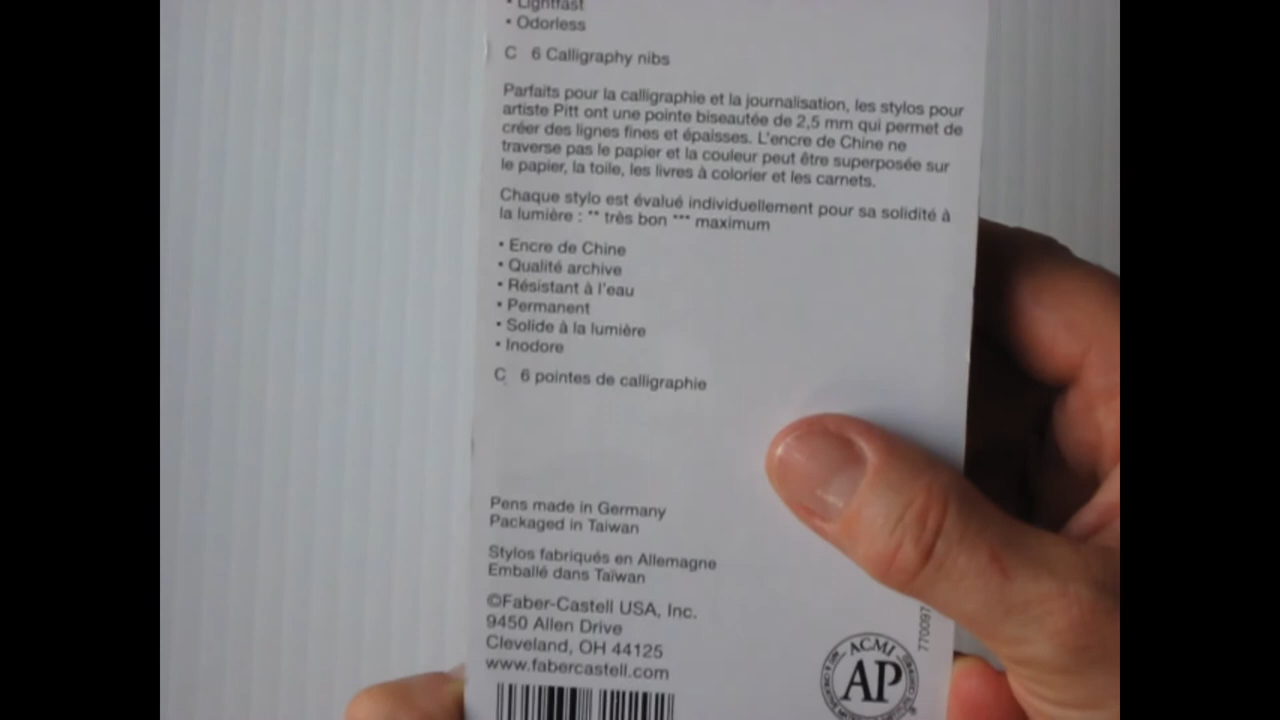 • Lightfast
• Odorless
C 6 Calligraphy nibs
Parfaits pour la calligraphie et la journalisation, les stylos pour
artiste Pitt ont une pointe biseautée de 2,5 mm qui permet de
créer des lignes fines et épaisses. L'encre de Chine ne
traverse pas le papier et la couleur peut être superposée sur
le papier, la toile, les livres à colorier et les carnets.
Chaque stylo est évalué individuellement pour sa solidité à
la lumière : ** très bon *** maximum
• Encre de Chine
• Qualité archive
• Résistant à l'eau
• Permanent
• Solide à la lumière
• Inodore
C 6 pointes de calligraphie
Pens made in Germany
Packaged in Taiwan
Stylos fabriqués en Allemagne
Emballé dans Taïwan
©Faber-Castell USA, Inc.
9450 Allen Drive
Cleveland, OH 44125
www.fabercastell.com
770097
ACMI
AP